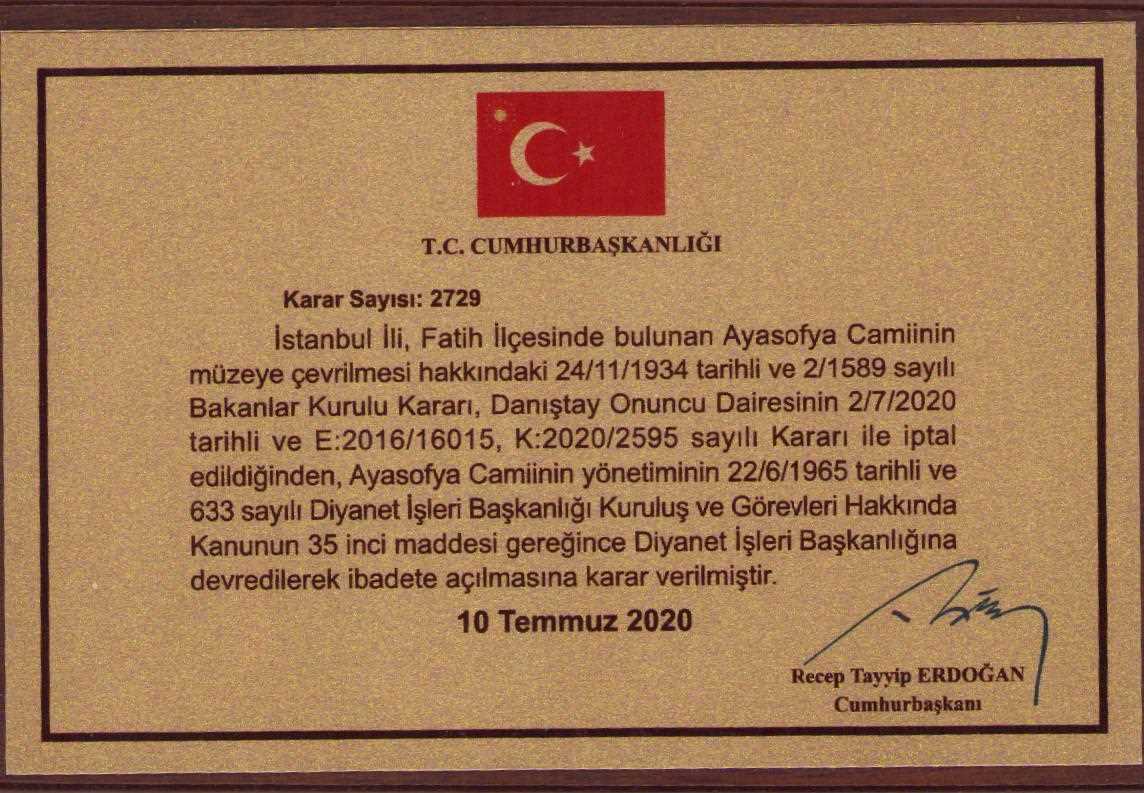 T.C. CUMHURBAŞKANLIĞI
Karar Sayısı: 2729
İstanbul İli, Fatih İlçesinde bulunan Ayasofya Camiinin
müzeye çevrilmesi hakkındaki 24/11/1934 tarihli ve 2/1589 sayılı
Bakanlar Kurulu Kararı, Danıştay Onuncu Dairesinin 2/7/2020
tarihli ve E:2016/16015, K:2020/2595 sayılı Kararı ile iptal
edildiğinden, Ayasofya Camiinin yönetiminin 22/6/1965 tarihli ve
633 sayılı Diyanet İşleri Başkanlığı Kuruluş ve Görevleri Hakkında
Kanunun 35 inci maddesi gereğince Diyanet İşleri Başkanlığına
devredilerek ibadete açılmasına karar verilmiştir.
10 Temmuz 2020
Recep Tayyip ERDOĞAN
Cumhurbaşkanı